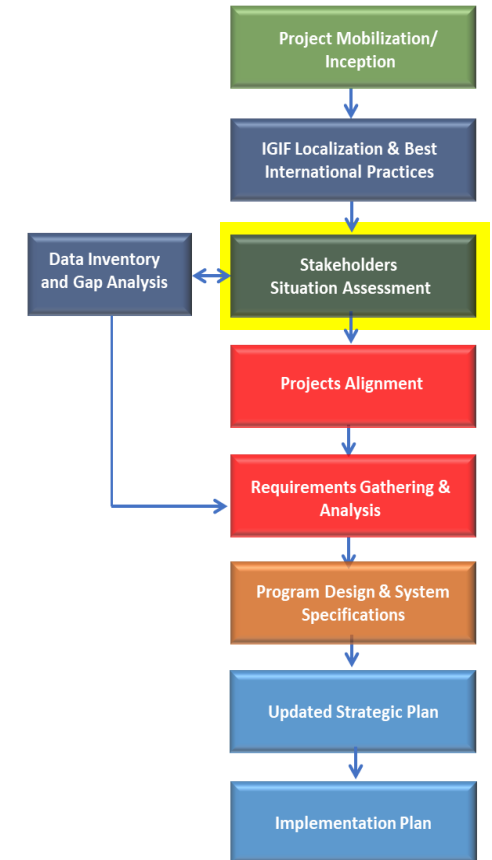 Project Mobilization/
Inception
IGIF Localization & Best
International Practices
Data Inventory
and Gap Analysis
Stakeholders
Situation Assessment
Projects Alignment
Requirements Gathering &
Analysis
Program Design & System
Specifications
Updated Strategic Plan
Implementation Plan